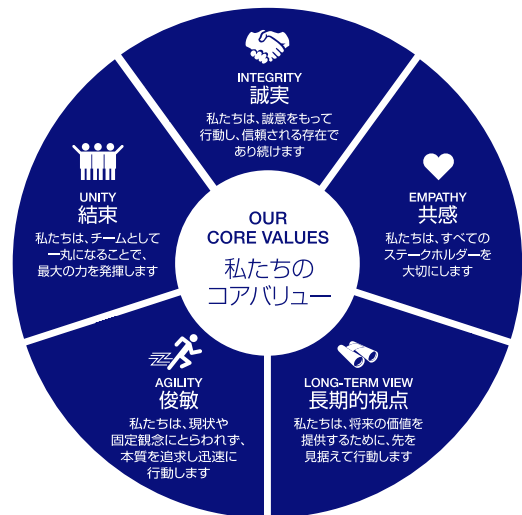 INTEGRITY
誠実
私たちは、誠意をもって
行動し、信頼される存在で
あり続けます
EMPATHY
共感
私たちは、すべての
ステークホルダーを
大切にします
LONG-TERM VIEW
長期的視点
私たちは、将来の価値を
提供するために、先を
見据えて行動します
AGILITY
俊敏
私たちは、現状や
固定観念にとらわれず、
本質を追求し迅速に
行動します
UNITY
結束
私たちは、チームとして
一丸になることで、
最大の力を発揮します
OUR
CORE VALUES
私たちの
コアバリュー